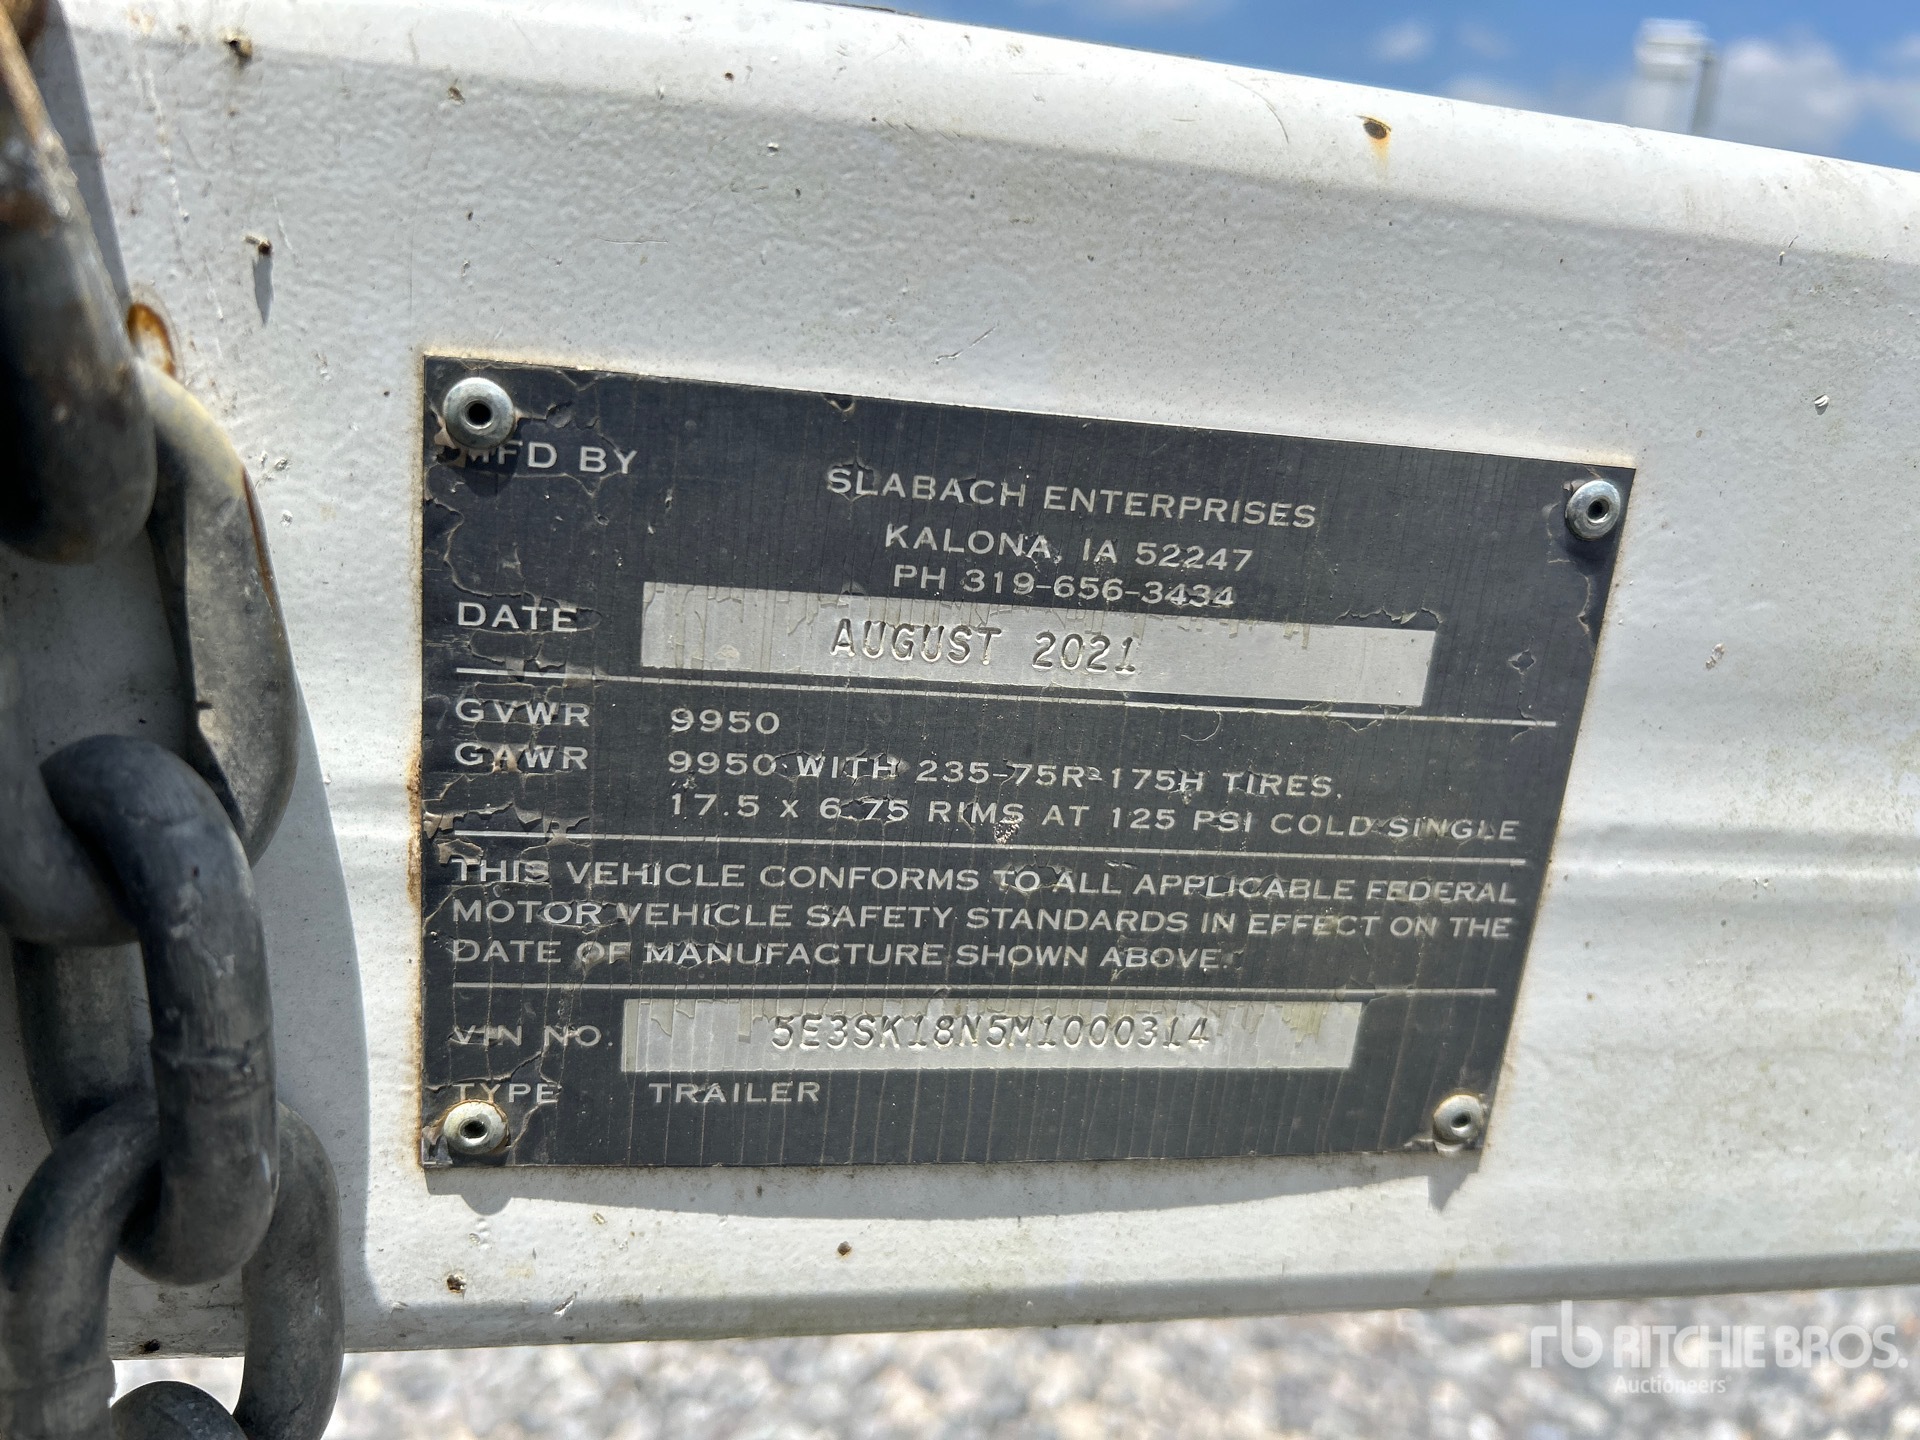 MFD BY
SLABACH ENTERPRISES
KALONA, IA 52247
PH 319-656-3434
DATE AUGUST 2021
GVWR 9950
GAWR 9950 WITH 235-75R-175H TIRES,
17.5 X 6.75 RIMS AT 125 PSI COLD SINGLE
THIS VEHICLE CONFORMS TO ALL APPLICABLE FEDERAL
MOTOR VEHICLE SAFETY STANDARDS IN EFFECT ON THE
DATE OF MANUFACTURE SHOWN ABOVE.
VIN NO. 5E3SK18N5M1000314
TYPE TRAILER
rb RITCHIE BROS.
Auctioneers